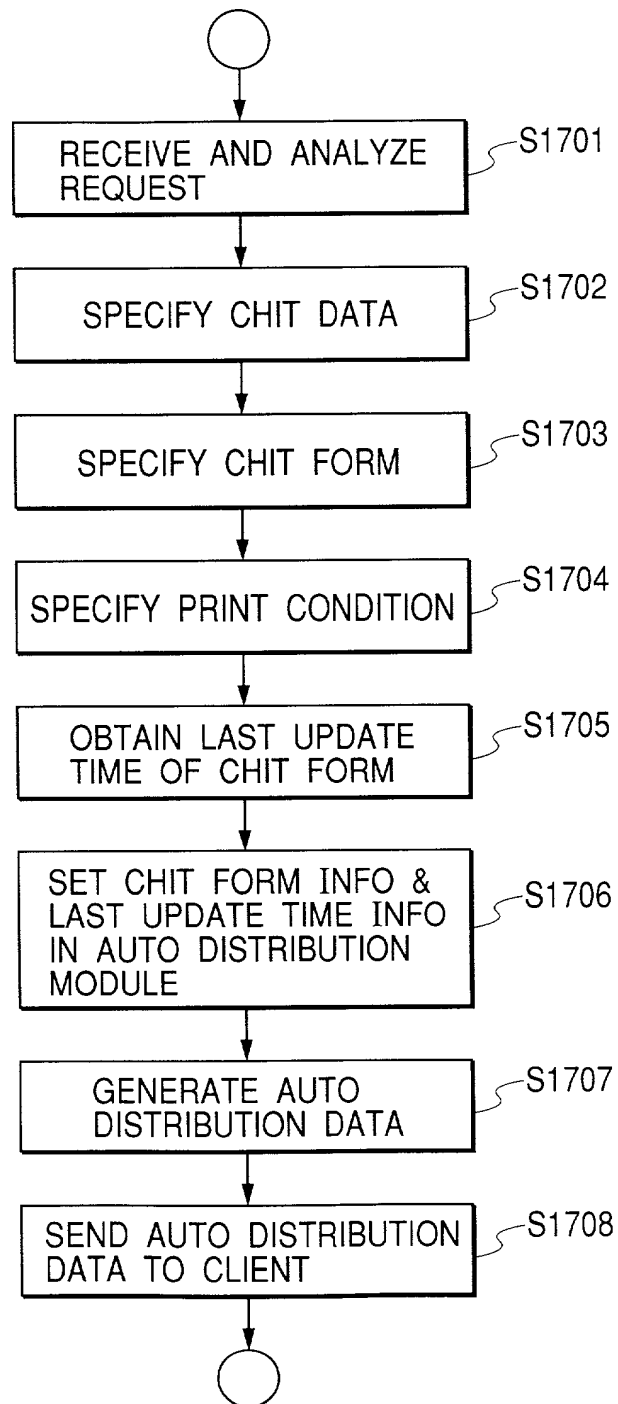 RECEIVE AND ANALYZE
REQUEST
S1701
SPECIFY CHIT DATA
S1702
SPECIFY CHIT FORM
S1703
SPECIFY PRINT CONDITION
S1704
OBTAIN LAST UPDATE
TIME OF CHIT FORM
S1705
SET CHIT FORM INFO &
LAST UPDATE TIME INFO
IN AUTO DISTRIBUTION
MODULE
S1706
GENERATE AUTO
DISTRIBUTION DATA
S1707
SEND AUTO DISTRIBUTION
DATA TO CLIENT
S1708